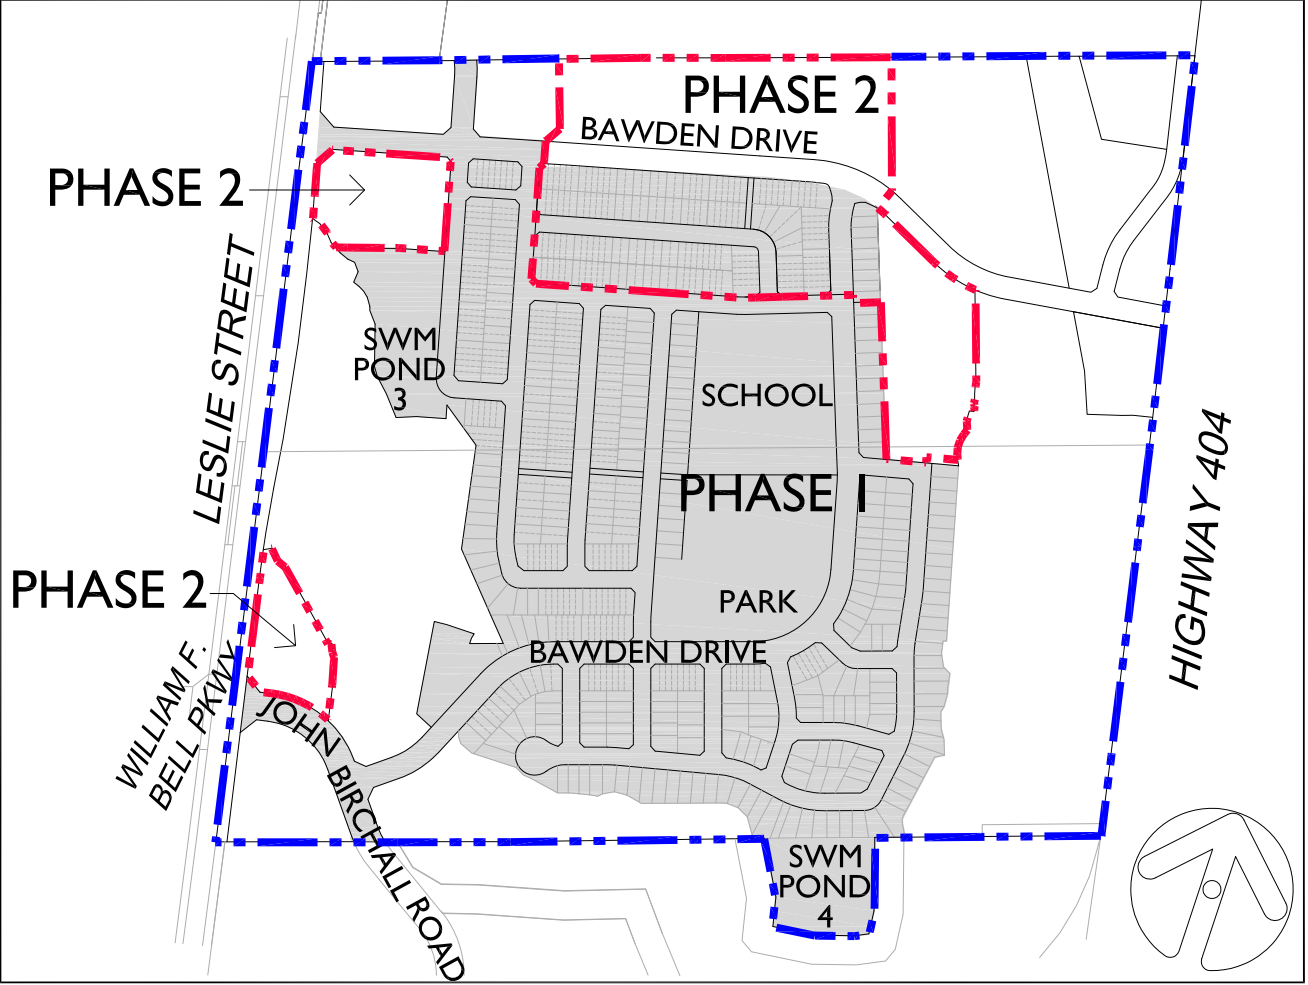 PHASE 2
BAWDEN DRIVE
PHASE 2
LESLIE STREET
SWM
POND
3
SCHOOL
PHASE 1
HIGHWAY 404
PHASE 2
PARK
BAWDEN DRIVE
WILLIAM F.
BELL PKWY
JOHN BIRCHALL ROAD
SWM
POND
4